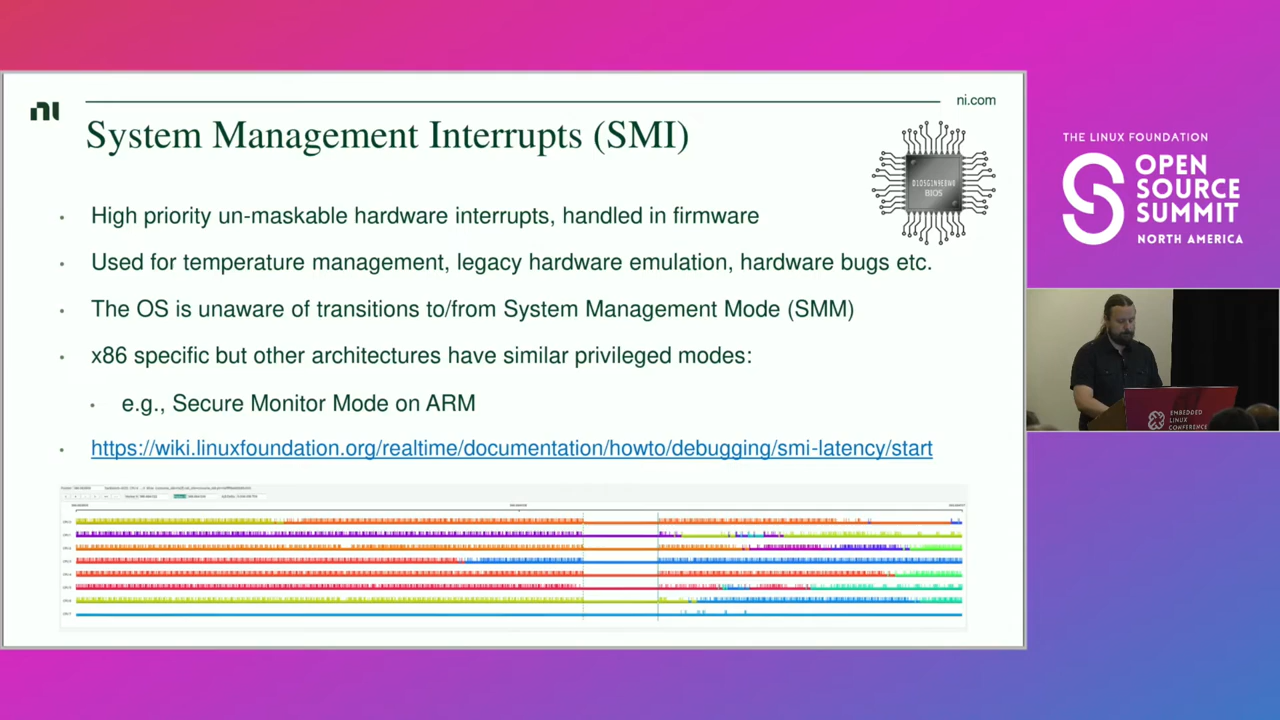 ni
ni.com
System Management Interrupts (SMI)
BIOS
• High priority un-maskable hardware interrupts, handled in firmware
• Used for temperature management, legacy hardware emulation, hardware bugs etc.
• The OS is unaware of transitions to/from System Management Mode (SMM)
• x86 specific but other architectures have similar privileged modes:
• e.g., Secure Monitor Mode on ARM
• https://wiki.linuxfoundation.org/realtime/documentation/howto/debugging/smi-latency/start
THE LINUX FOUNDATION
OPEN
SOURCE
SUMMIT
NORTH AMERICA
EMBEDDED
LINUX
CONFERENCE